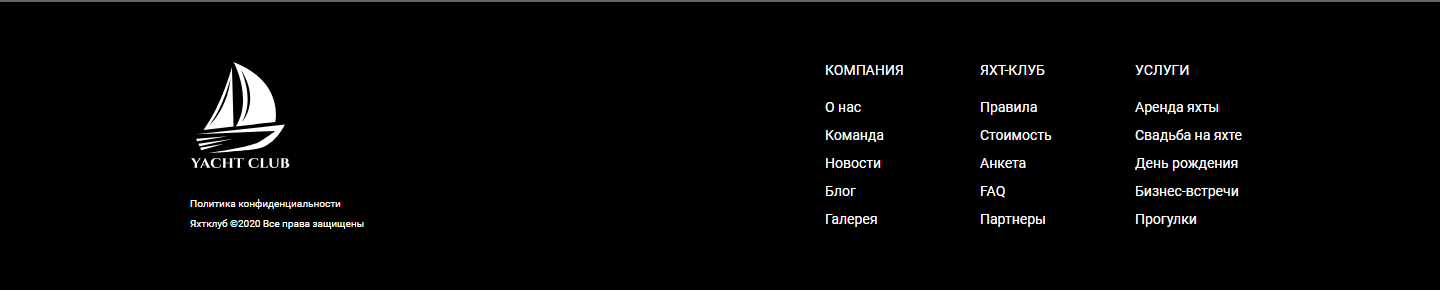 YACHT CLUB
Политика конфиденциальности
Яхтклуб ©2020 Все права защищены
КОМПАНИЯ
О нас
Команда
Новости
Блог
Галерея
ЯХТ-КЛУБ
Правила
Стоимость
Анкета
FAQ
Партнеры
УСЛУГИ
Аренда яхты
Свадьба на яхте
День рождения
Бизнес-встречи
Прогулки